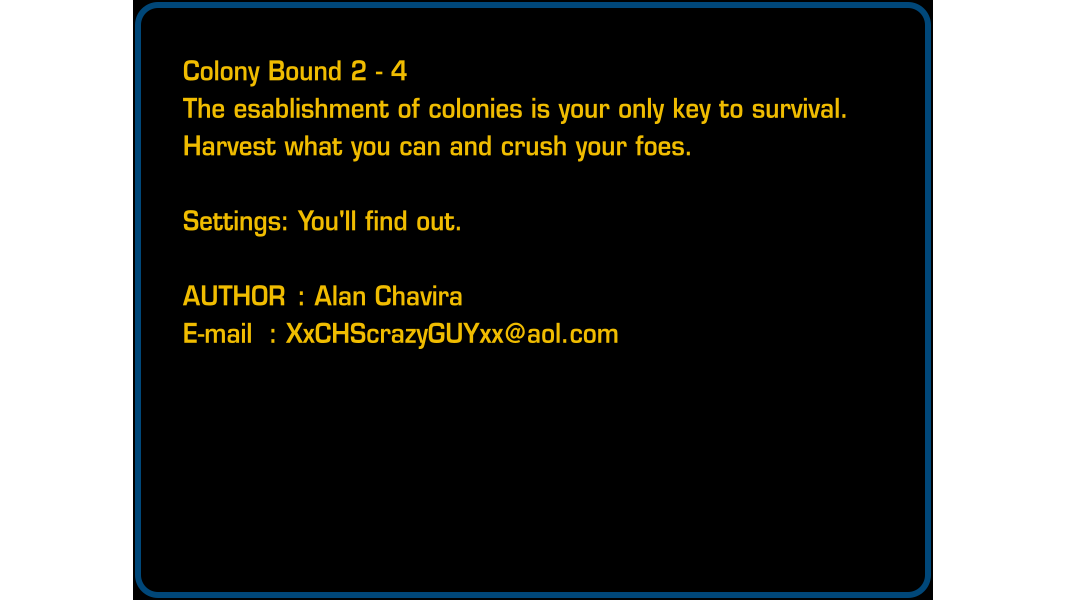 Colony Bound 2 - 4
The esablishment of colonies is your only key to survival.
Harvest what you can and crush your foes.
Settings: You'll find out.
AUTHOR : Alan Chavira
E-mail : XxCHScrazyGUYxx@aol.com